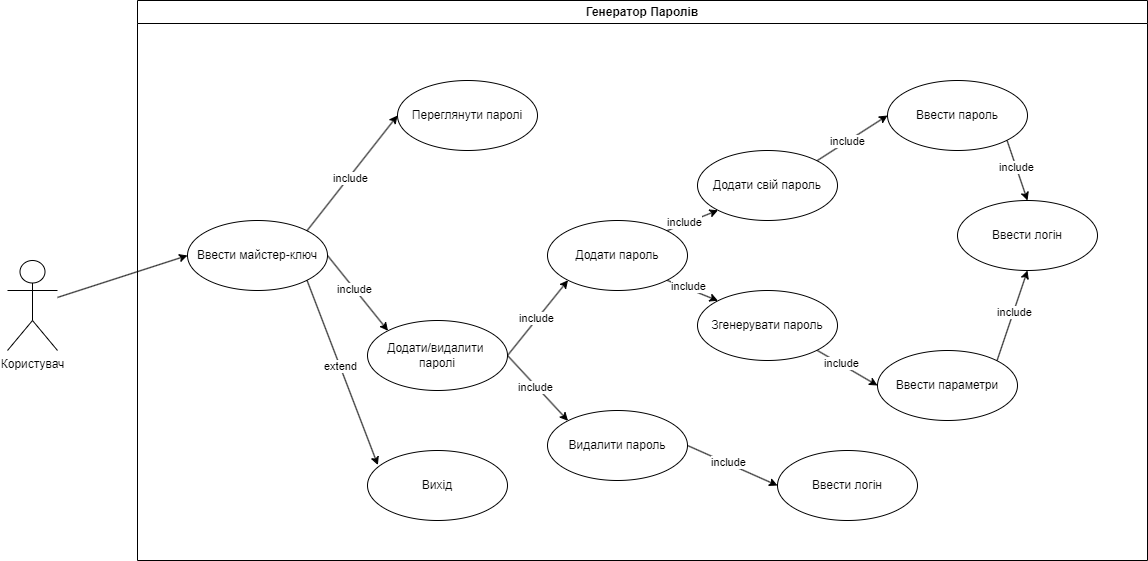 Генератор Паролів
Переглянути паролі
Ввести пароль
include
include
include
Додати свій пароль
include
Ввести майстер-ключ
Додати пароль
Ввести логін
include
include
include
include
Згенерувати пароль
Користувач
extend
Додати/видалити
паролі
include
include
Ввести параметри
Видалити пароль
include
Вихід
Ввести логін